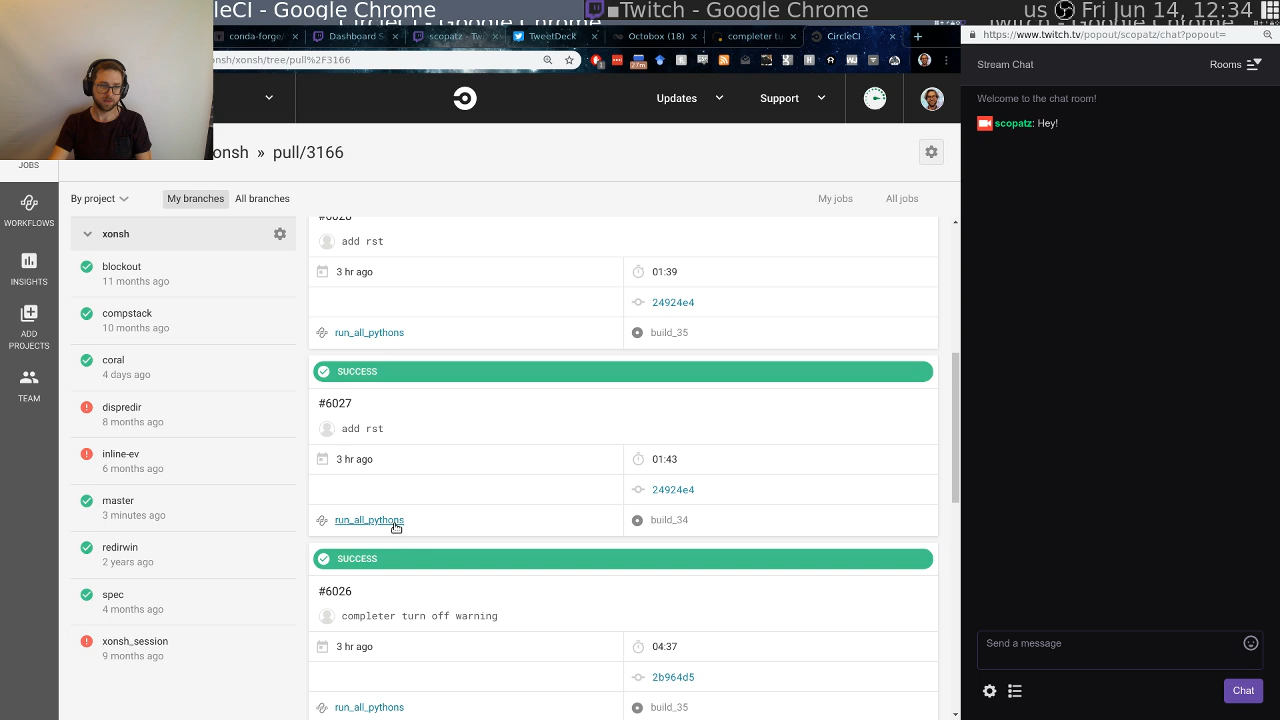 leCI - Google Chrome
Twitch - Google Chrome
us
Fri Jun 14, 12:34
conda-forge/
Dashboard S
scopatz - Twi
TweetDeck
Octobox (18)
completer tu
CircleCI
nsh/xonsh/tree/pull%2F3166
27m
https://www.twitch.tv/popout/scopatz/chat?popout=
Updates
Support
Stream Chat
Rooms
Welcome to the chat room!
scopatz: Hey!
onsh » pull/3166
JOBS
WORKFLOWS
INSIGHTS
ADD
PROJECTS
TEAM
By project
My branches
All branches
My jobs
All jobs
xonsh
blockout
11 months ago
compstack
10 months ago
coral
4 days ago
dispredir
8 months ago
inline-ev
6 months ago
master
3 minutes ago
redirwin
2 years ago
spec
4 months ago
xonsh_session
9 months ago
add rst
3 hr ago
01:39
24924e4
run_all_pythons
build_35
SUCCESS
#6027
add rst
3 hr ago
01:43
24924e4
run_all_pythons
build_34
SUCCESS
#6026
completer turn off warning
3 hr ago
04:37
2b964d5
run_all_pythons
build_35
Send a message
Chat